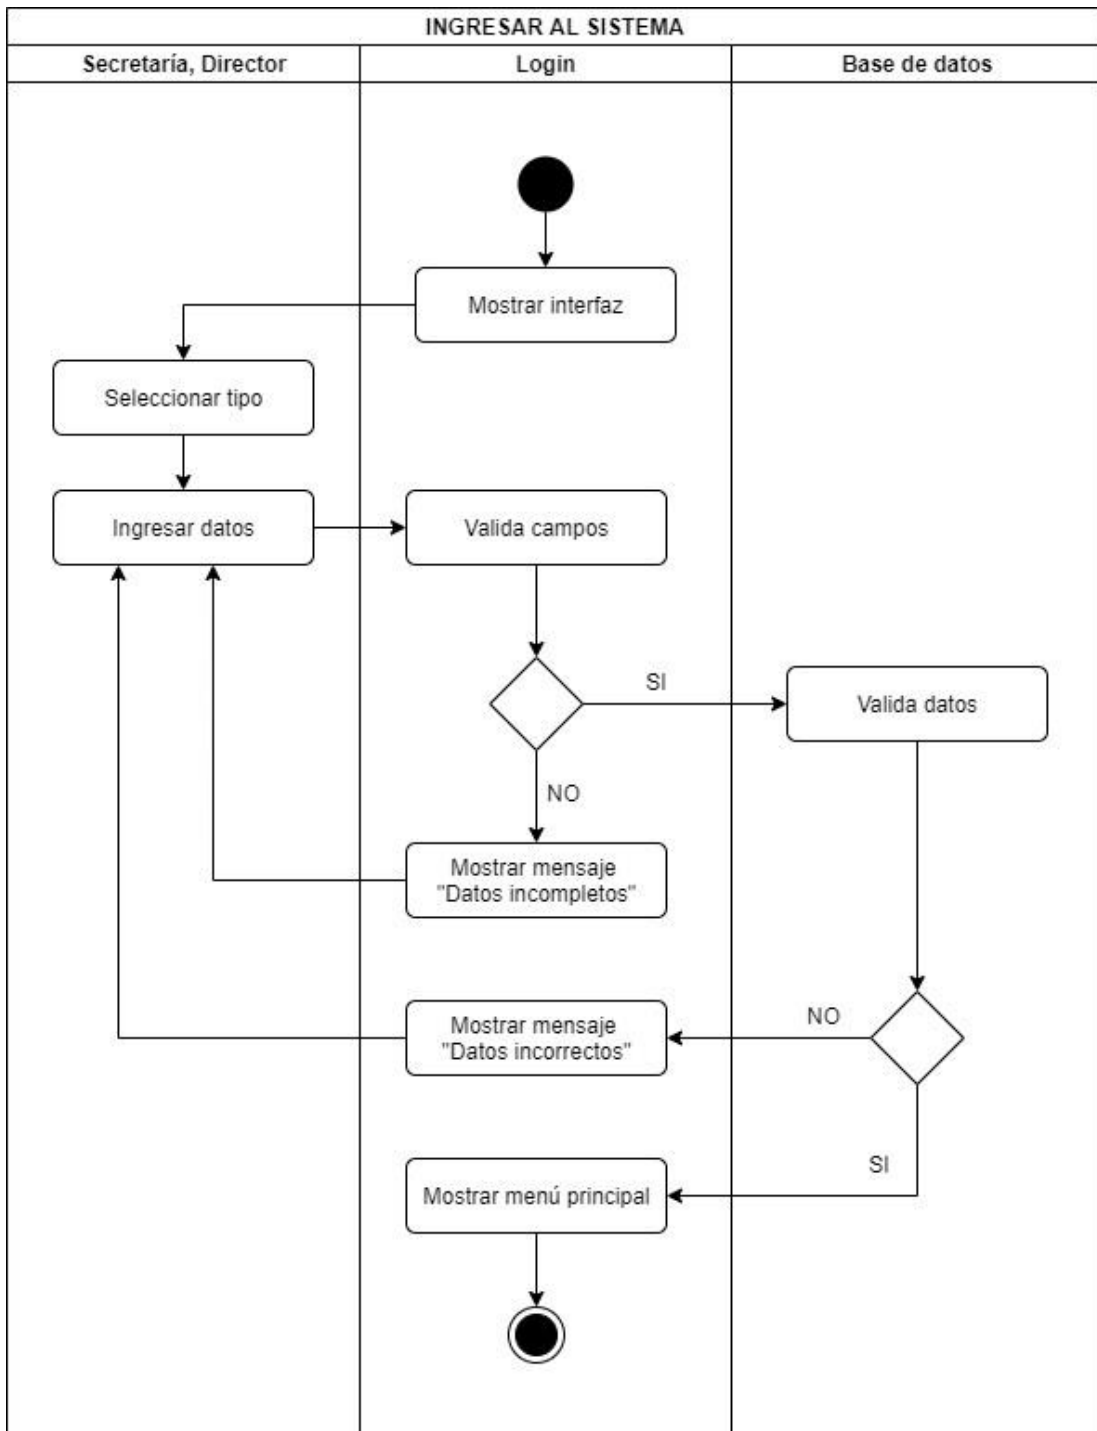 INGRESAR AL SISTEMA
Secretaría, Director
Login
Base de datos
Mostrar interfaz
Seleccionar tipo
Ingresar datos
Valida campos
SI
Valida datos
NO
Mostrar mensaje
"Datos incompletos"
Mostrar mensaje
"Datos incorrectos"
NO
SI
Mostrar menú principal